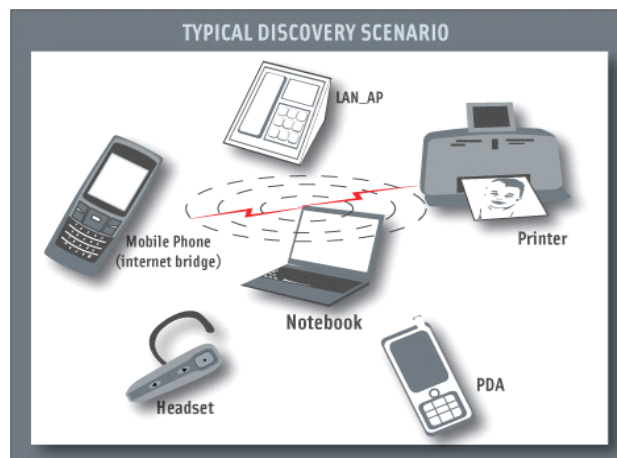 TYPICAL DISCOVERY SCENARIO
LAN_AP
Mobile Phone
(internet bridge)
Printer
Notebook
Headset
PDA